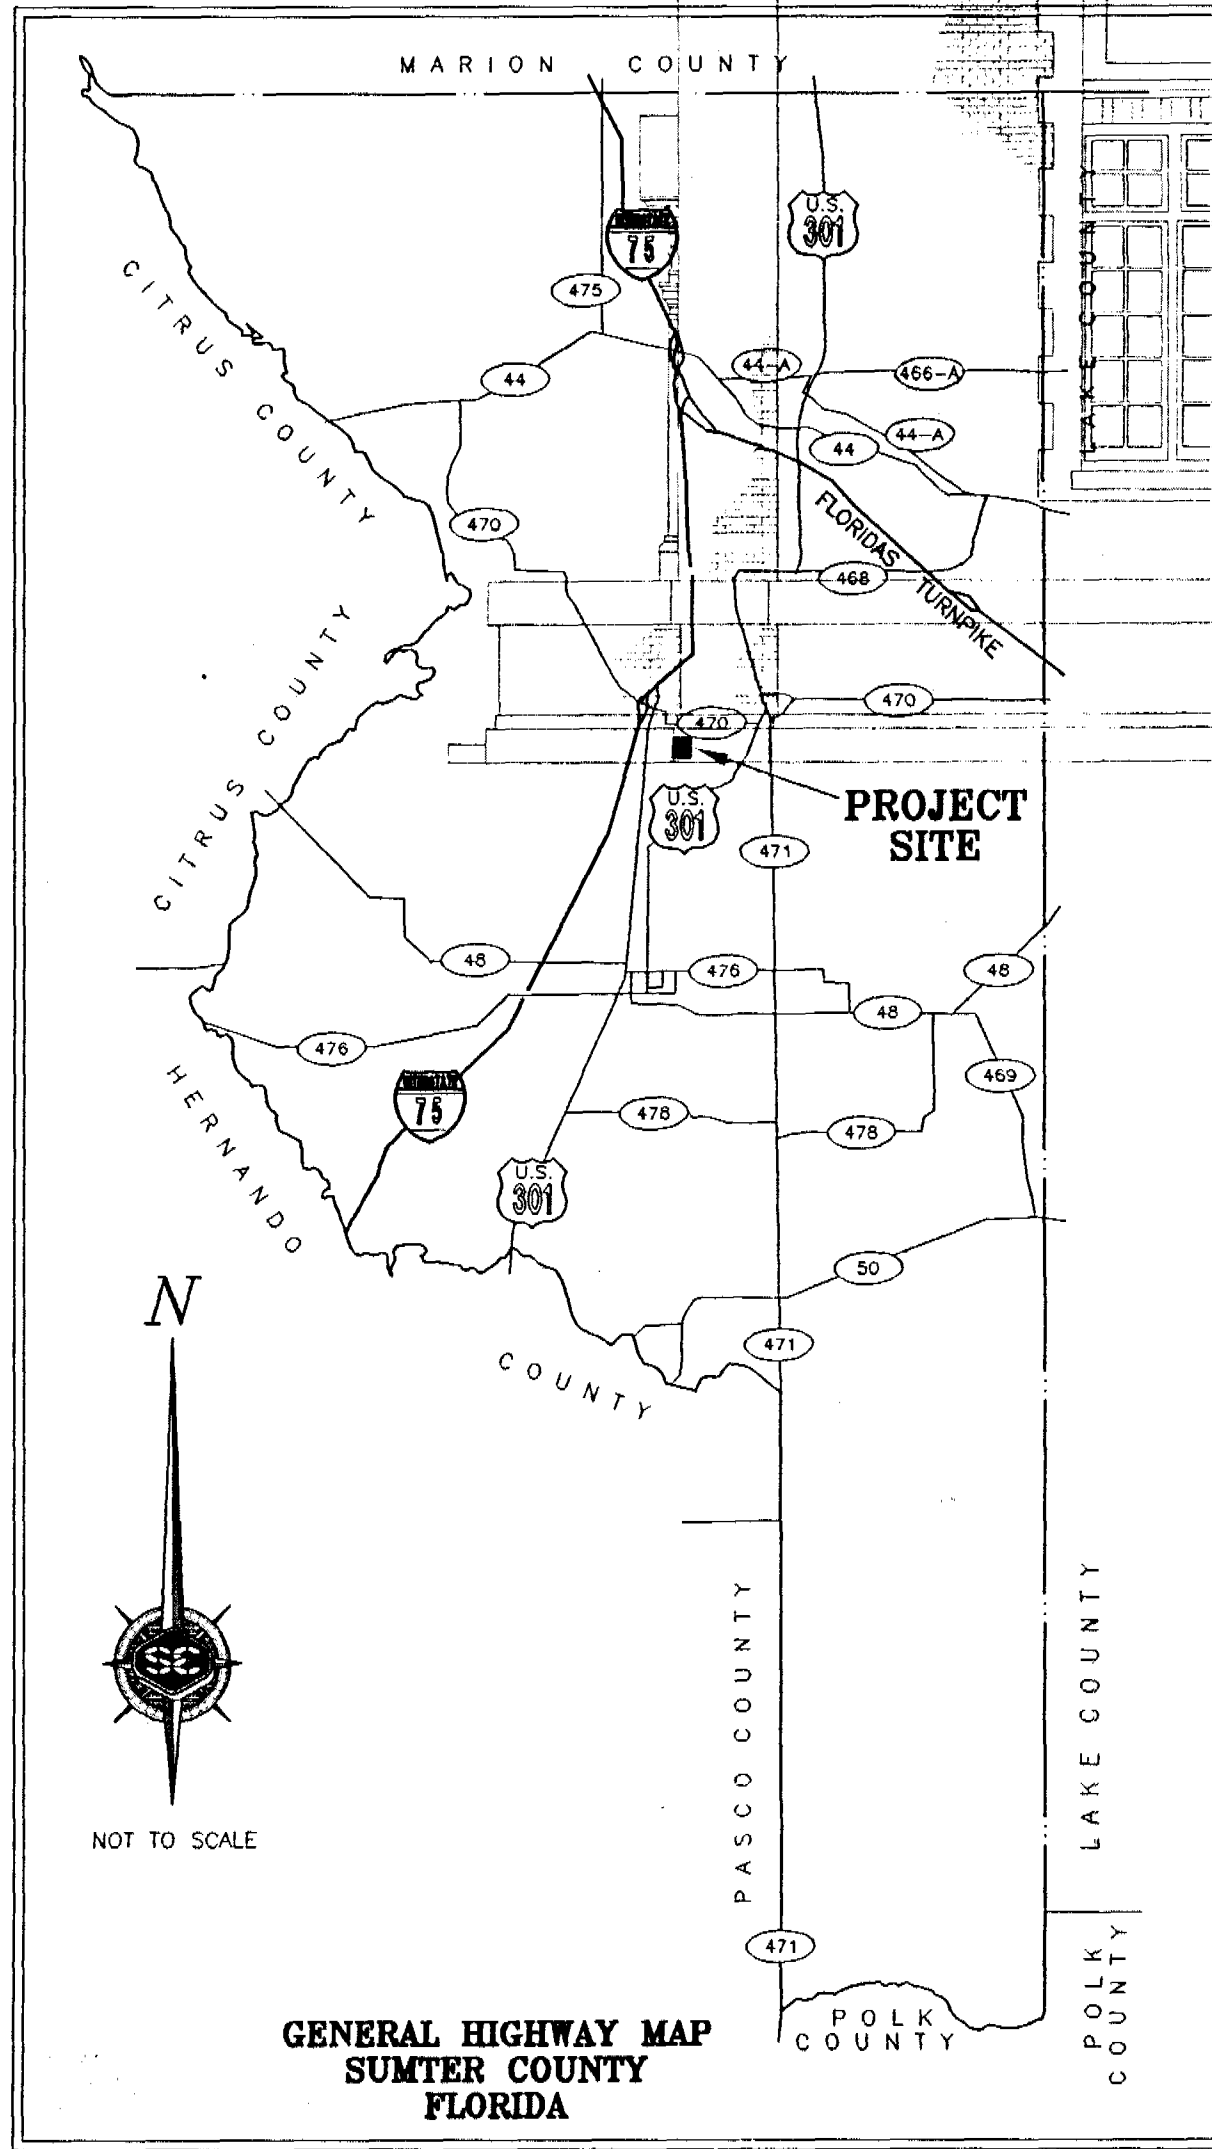 MARION COUNTY
U.S.
301
INTERSTATE
75
475
CITRUS COUNTY
LAKE COUNTY
44-A
466-A
44
44-A
44
470
FLORIDAS TURNPIKE
468
CITRUS COUNTY
470
470
U.S.
301
PROJECT
SITE
471
48
476
48
48
476
469
INTERSTATE
75
478
478
HERNANDO
U.S.
301
50
N
471
COUNTY
PASCO COUNTY
LAKE COUNTY
NOT TO SCALE
471
POLK
COUNTY
POLK
COUNTY
GENERAL HIGHWAY MAP
SUMTER COUNTY
FLORIDA